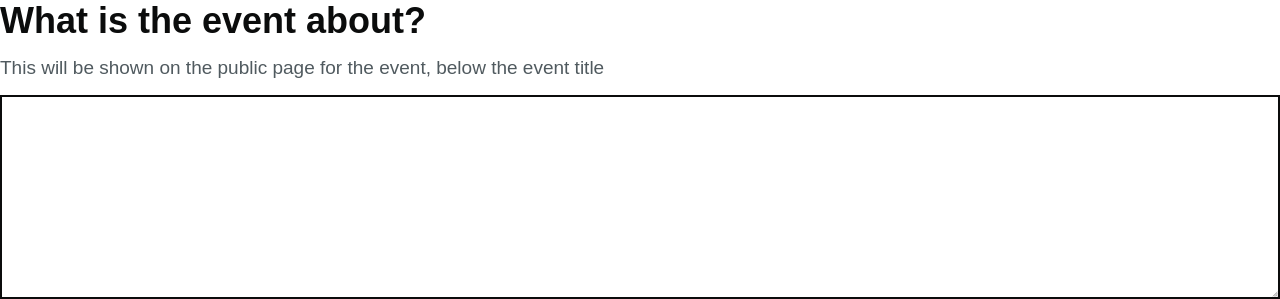 What is the event about?
This will be shown on the public page for the event, below the event title